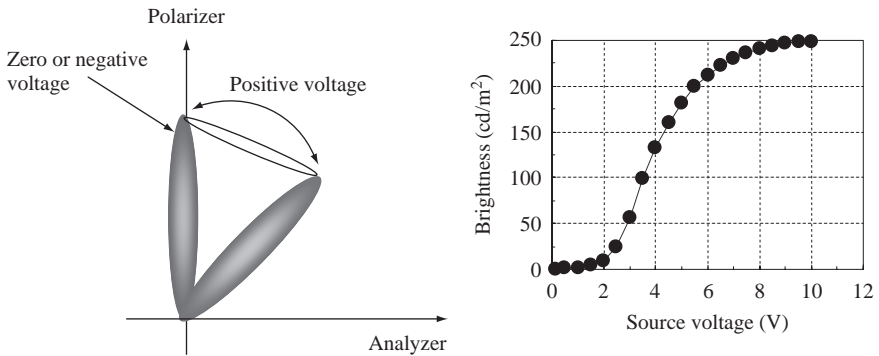 Polarizer
Zero or negative
voltage
Positive voltage
Analyzer
Brightness (cd/m²)
250
200
150
100
50
0
0 2 4 6 8 10 12
Source voltage (V)